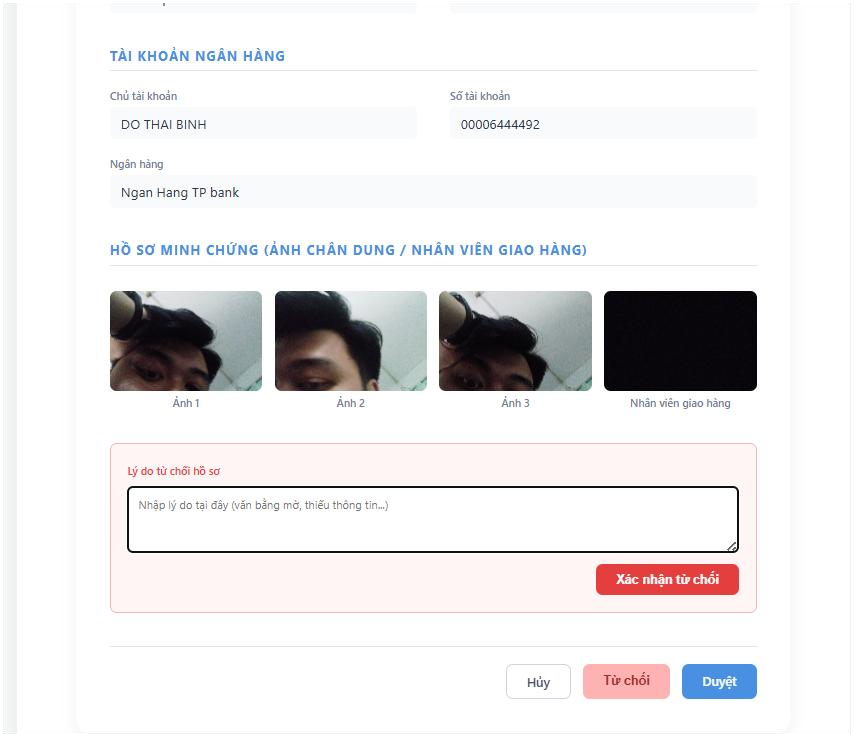 TÀI KHOẢN NGÂN HÀNG
Chủ tài khoản
Số tài khoản
DO THAI BINH
00006444492
Ngân hàng
Ngan Hang TP bank
HỒ SƠ MINH CHỨNG (ẢNH CHÂN DUNG / NHÂN VIÊN GIAO HÀNG)
Ảnh 1
Ảnh 2
Ảnh 3
Nhân viên giao hàng
Lý do từ chối hồ sơ
Nhập lý do tại đây (văn bằng mờ, thiếu thông tin...)
Xác nhận từ chối
Hủy
Từ chối
Duyệt